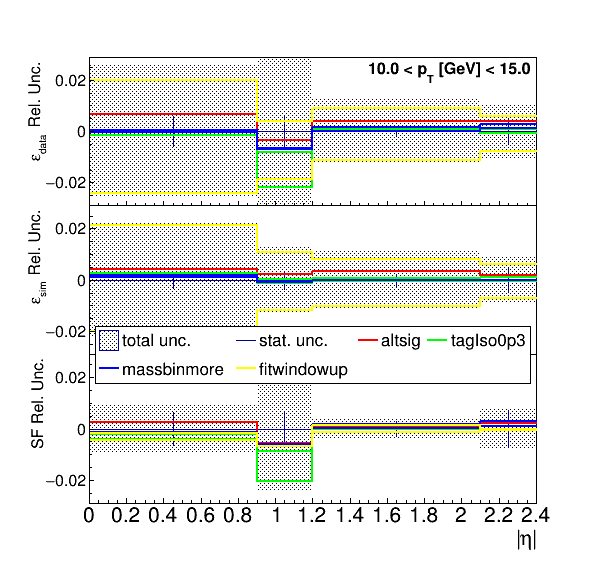 10.0 < p_T [GeV] < 15.0
ε_data Rel. Unc.
0.02
0
−0.02
ε_sim Rel. Unc.
0.02
0
−0.02
total unc. stat. unc. altsig tagIso0p3
massbinmore fitwindowup
SF Rel. Unc.
0.02
0
−0.02
0 0.2 0.4 0.6 0.8 1 1.2 1.4 1.6 1.8 2 2.2 2.4
|η|